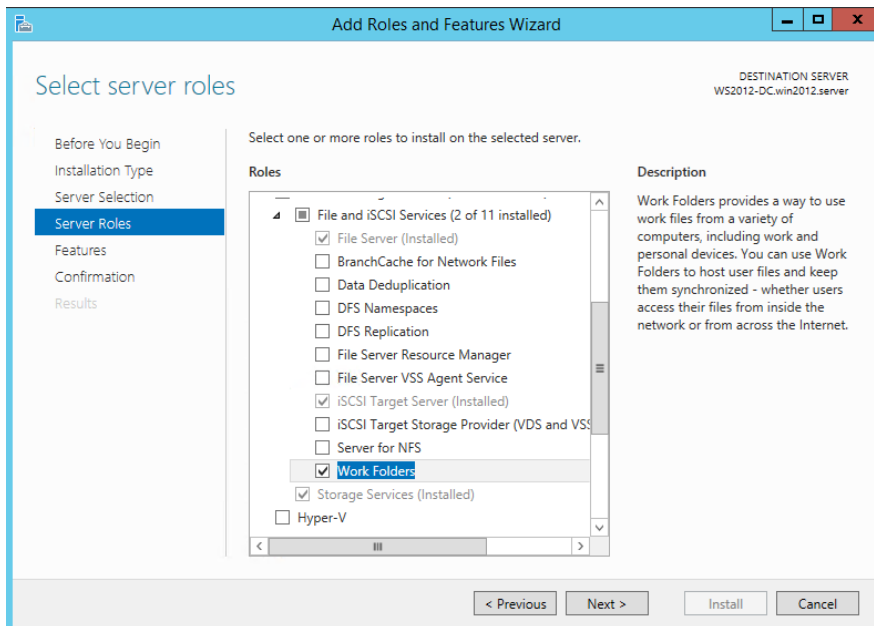 Add Roles and Features Wizard
Select server roles
DESTINATION SERVER
WS2012-DC.win2012.server
Before You Begin
Installation Type
Server Selection
Server Roles
Features
Confirmation
Results
Select one or more roles to install on the selected server.
Roles
File and iSCSI Services (2 of 11 installed)
File Server (Installed)
BranchCache for Network Files
Data Deduplication
DFS Namespaces
DFS Replication
File Server Resource Manager
File Server VSS Agent Service
iSCSI Target Server (Installed)
iSCSI Target Storage Provider (VDS and VSS
Server for NFS
Work Folders
Storage Services (Installed)
Hyper-V
Description
Work Folders provides a way to use
work files from a variety of
computers, including work and
personal devices. You can use Work
Folders to host user files and keep
them synchronized - whether users
access their files from inside the
network or from across the Internet.
< Previous
Next >
Install
Cancel